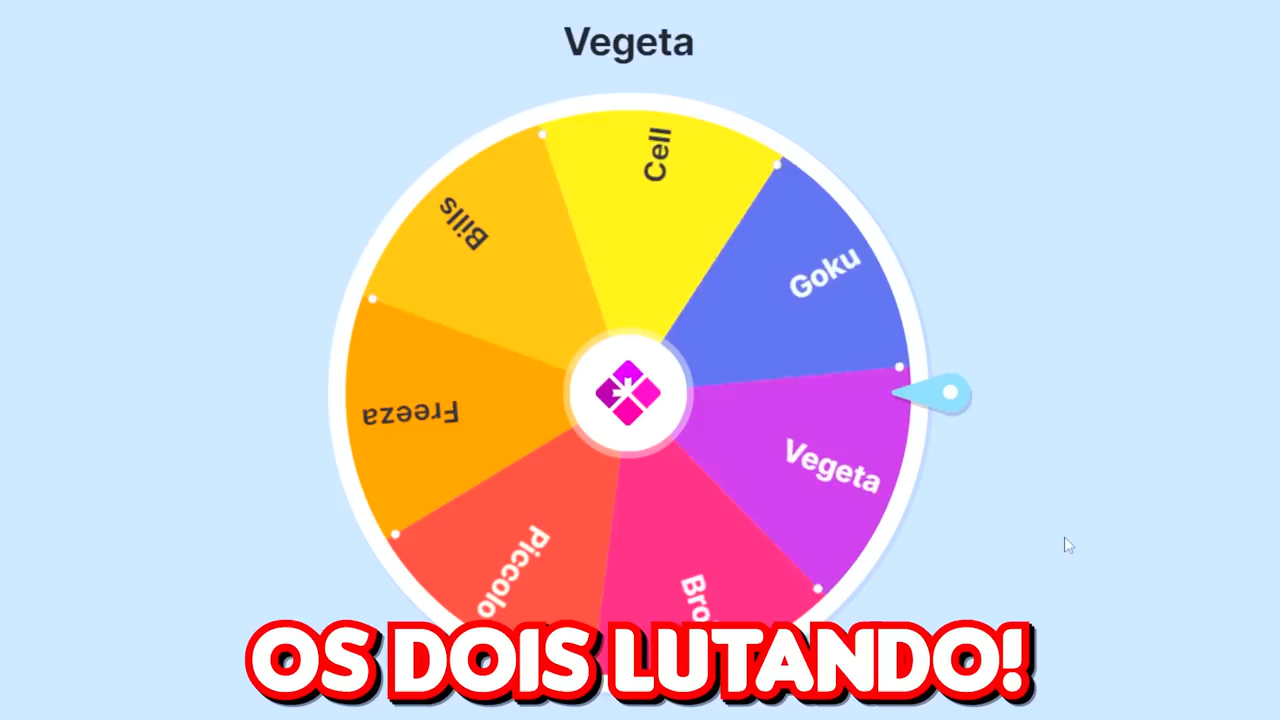 Vegeta
Cell
Bills
Goku
Freeza
Vegeta
Piccolo
OS DOIS LUTANDO!